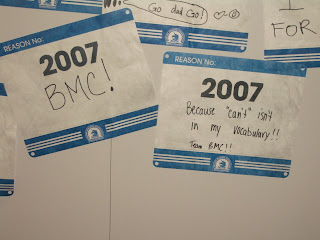 Go dad Go!
I
FOR
REASON No:
2007
BMC!
REASON No:
2007
Because "can't" isn't
in my vocabulary!!
Team BMC!!